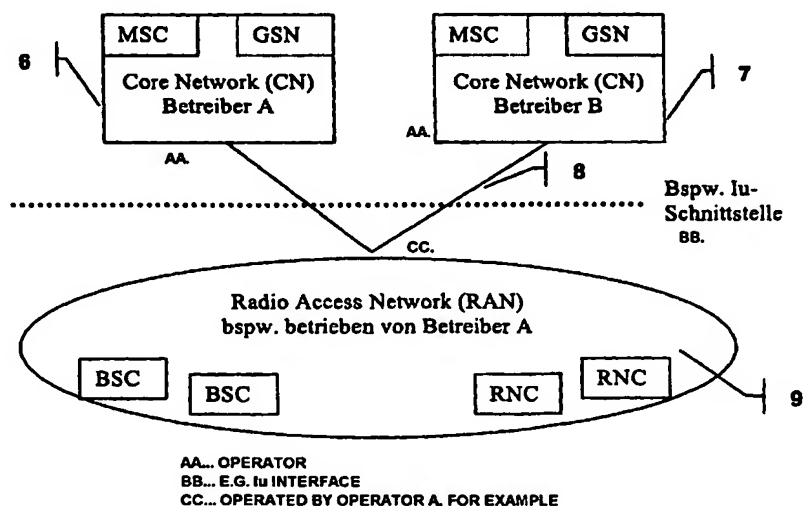 MSC GSN MSC GSN
6 Core Network (CN) Core Network (CN) 7
Betreiber A Betreiber B
AA.
AA.
8
Bspw. Iu-
Schnittstelle
BB.
CC.
Radio Access Network (RAN)
bspw. betrieben von Betreiber A
BSC BSC RNC RNC
9
AA... OPERATOR
BB... E.G. Iu INTERFACE
CC... OPERATED BY OPERATOR A, FOR EXAMPLE